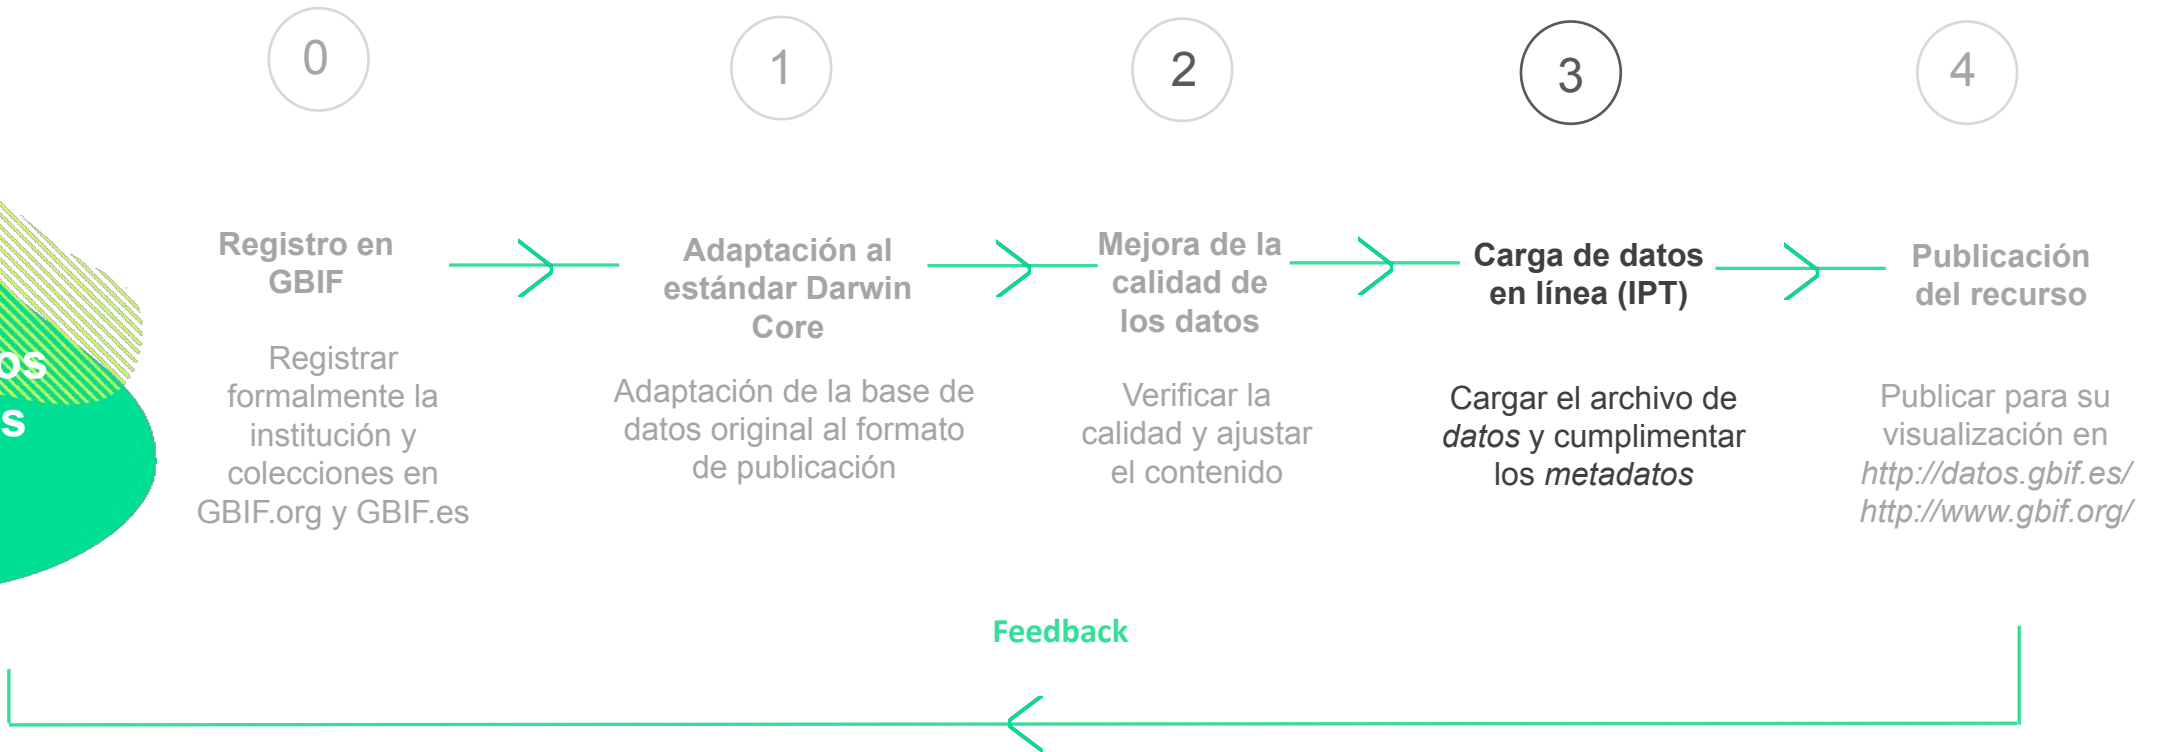 0
1
2
3
4
Registro en
GBIF
Registrar
formalmente la
institución y
colecciones en
GBIF.org y GBIF.es
Adaptación al
estándar Darwin
Core
Adaptación de la base de
datos original al formato
de publicación
Mejora de la
calidad de
los datos
Verificar la
calidad y ajustar
el contenido
Carga de datos
en línea (IPT)
Cargar el archivo de
datos y cumplimentar
los metadatos
Publicación
del recurso
Publicar para su
visualización en
http://datos.gbif.es/
http://www.gbif.org/
Feedback